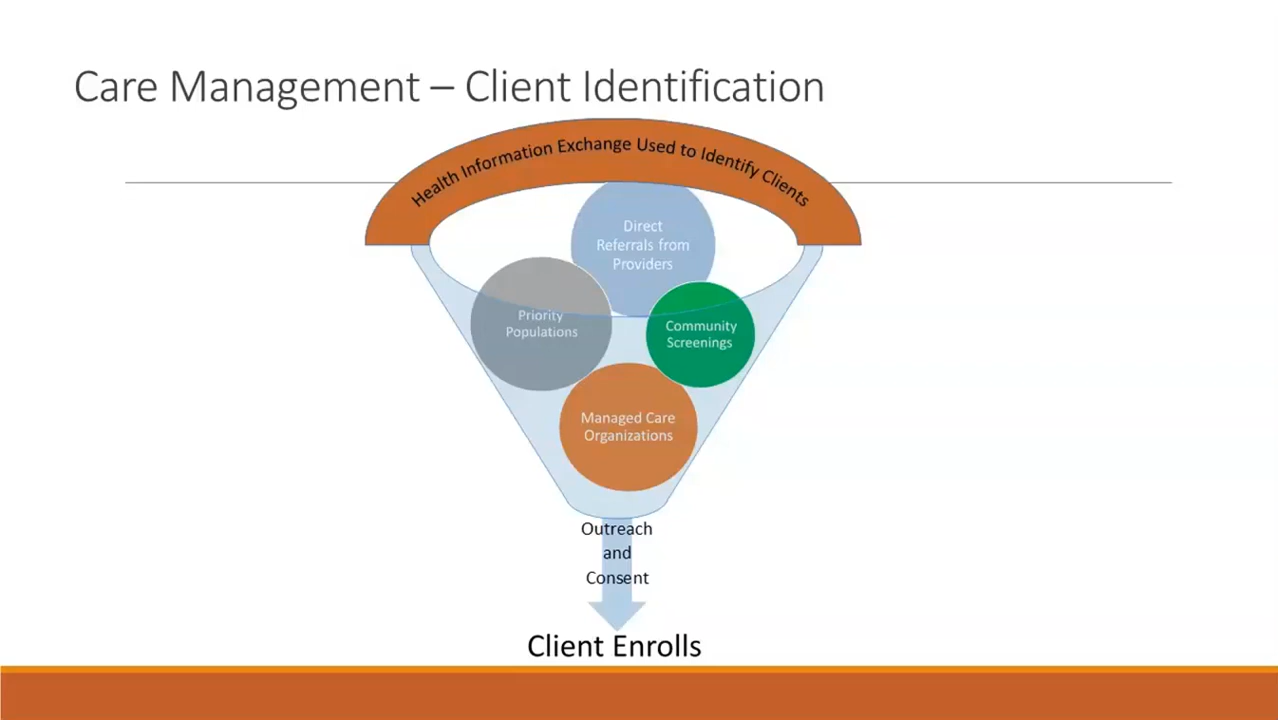 Care Management – Client Identification
Health Information Exchange Used to Identify Clients
Direct
Referrals from
Providers
Priority
Populations
Community
Screenings
Managed Care
Organizations
Outreach
and
Consent
Client Enrolls